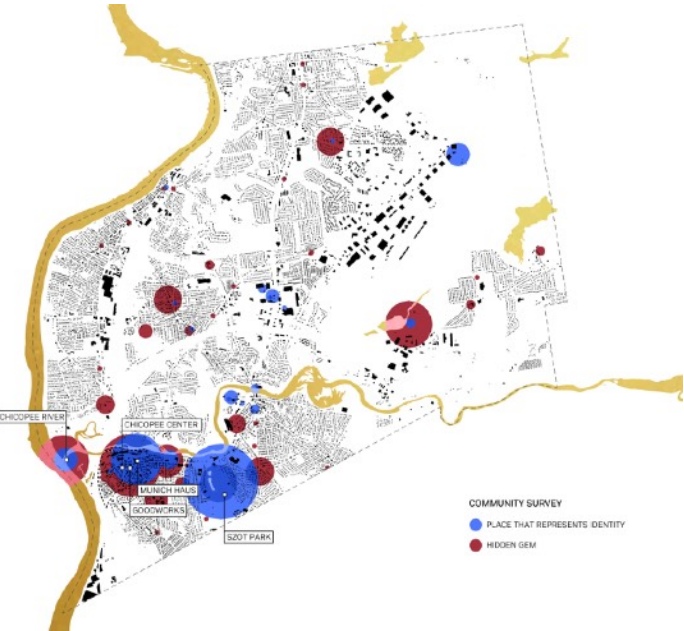 CHICOPEE RIVER
CHICOPEE CENTER
MUNICH HAUS
GOODWORKS
SZOT PARK
COMMUNITY SURVEY
PLACE THAT REPRESENTS IDENTITY
HIDDEN GEM